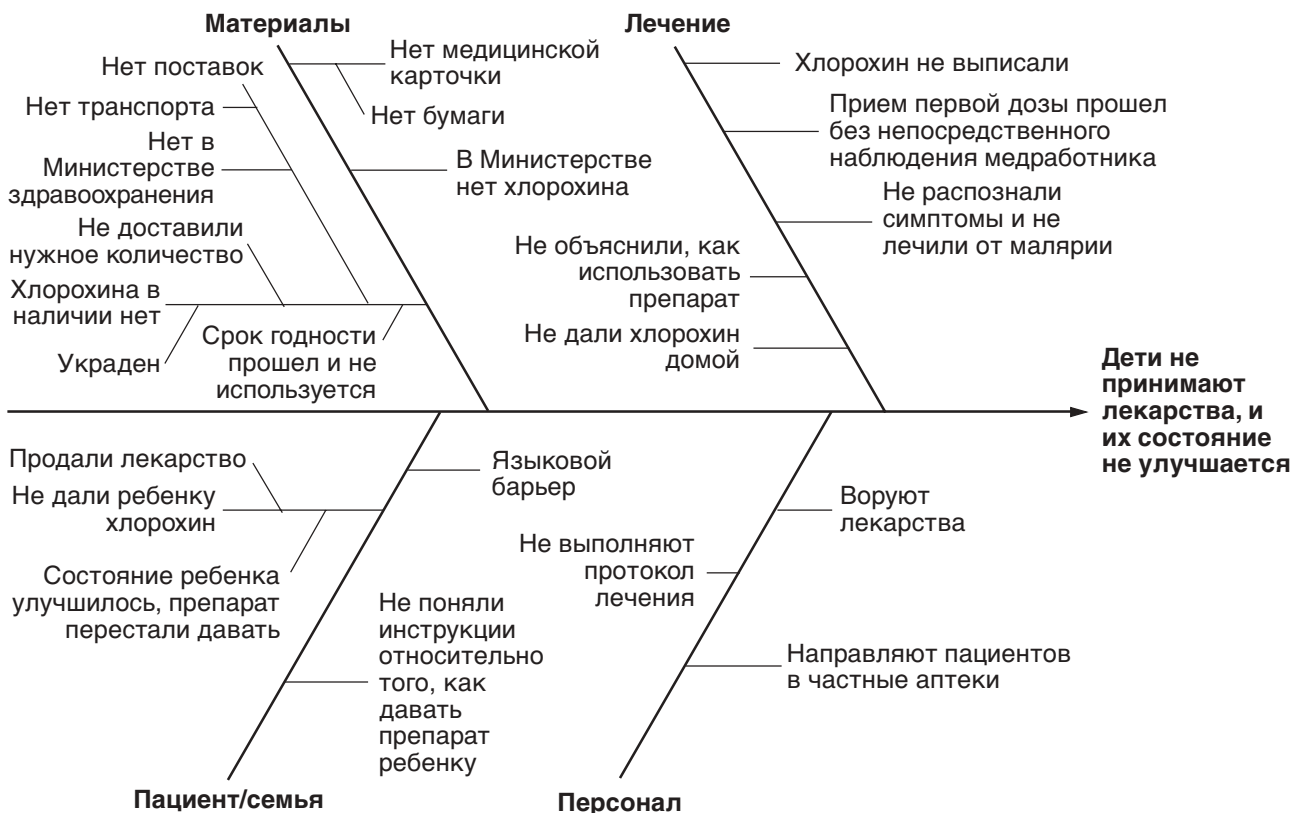 Материалы
Нет медицинской
карточки
Нет бумаги
Нет поставок
Нет транспорта
Нет в
Министерстве
здравоохранения
В Министерстве
нет хлорохина
Не доставили
нужное количество
Хлорохина в
наличии нет
Украден
Срок годности
прошел и не
используется
Лечение
Хлорохин не выписали
Прием первой дозы прошел
без непосредственного
наблюдения медработника
Не распознали
симптомы и не
лечили от малярии
Не объяснили, как
использовать
препарат
Не дали хлорохин
домой
Дети не
принимают
лекарства, и
их состояние
не улучшается
Продали лекарство
Не дали ребенку
хлорохин
Состояние ребенка
улучшилось, препарат
перестали давать
Языковой
барьер
Не поняли
инструкции
относительно
того, как
давать
препарат
ребенку
Пациент/семья
Воруют
лекарства
Не выполняют
протокол
лечения
Направляют пациентов
в частные аптеки
Персонал